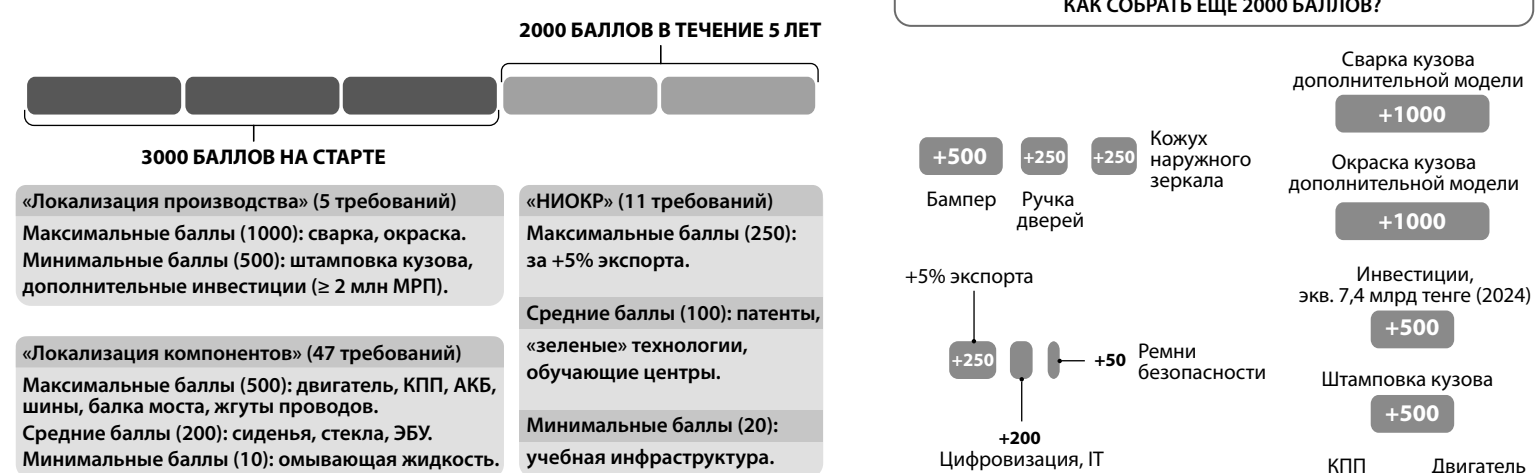 2000 БАЛЛОВ В ТЕЧЕНИЕ 5 ЛЕТ
3000 БАЛЛОВ НА СТАРТЕ
«Локализация производства» (5 требований)
Максимальные баллы (1000): сварка, окраска.
Минимальные баллы (500): штамповка кузова,
дополнительные инвестиции (≥ 2 млн МРП).
«Локализация компонентов» (47 требований)
Максимальные баллы (500): двигатель, КПП, АКБ,
шины, балка моста, жгуты проводов.
Средние баллы (200): сиденья, стекла, ЭБУ.
Минимальные баллы (10): омывающая жидкость.
«НИОКР» (11 требований)
Максимальные баллы (250):
за +5% экспорта.
Средние баллы (100): патенты,
«зеленые» технологии,
обучающие центры.
Минимальные баллы (20):
учебная инфраструктура.
КАК СОБРАТЬ ЕЩЕ 2000 БАЛЛОВ?
+500
Бампер
+250
Ручка
дверей
+250
Кожух
наружного
зеркала
+5% экспорта
+250
+200
Цифровизация, IT
+50
Ремни
безопасности
Сварка кузова
дополнительной модели
+1000
Окраска кузова
дополнительной модели
+1000
Инвестиции,
экв. 7,4 млрд тенге (2024)
+500
Штамповка кузова
+500
КПП
Двигатель